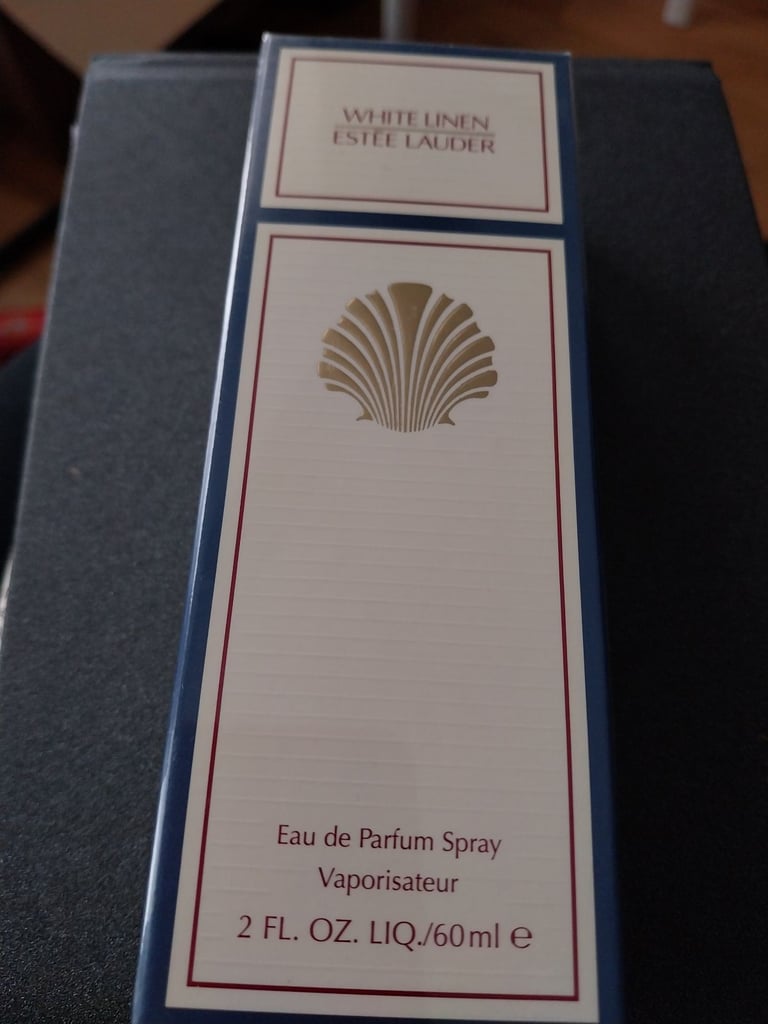 WHITE LINEN
ESTĒE LAUDER
Eau de Parfum Spray
Vaporisateur
2 FL. OZ. LIQ./60ml ℮